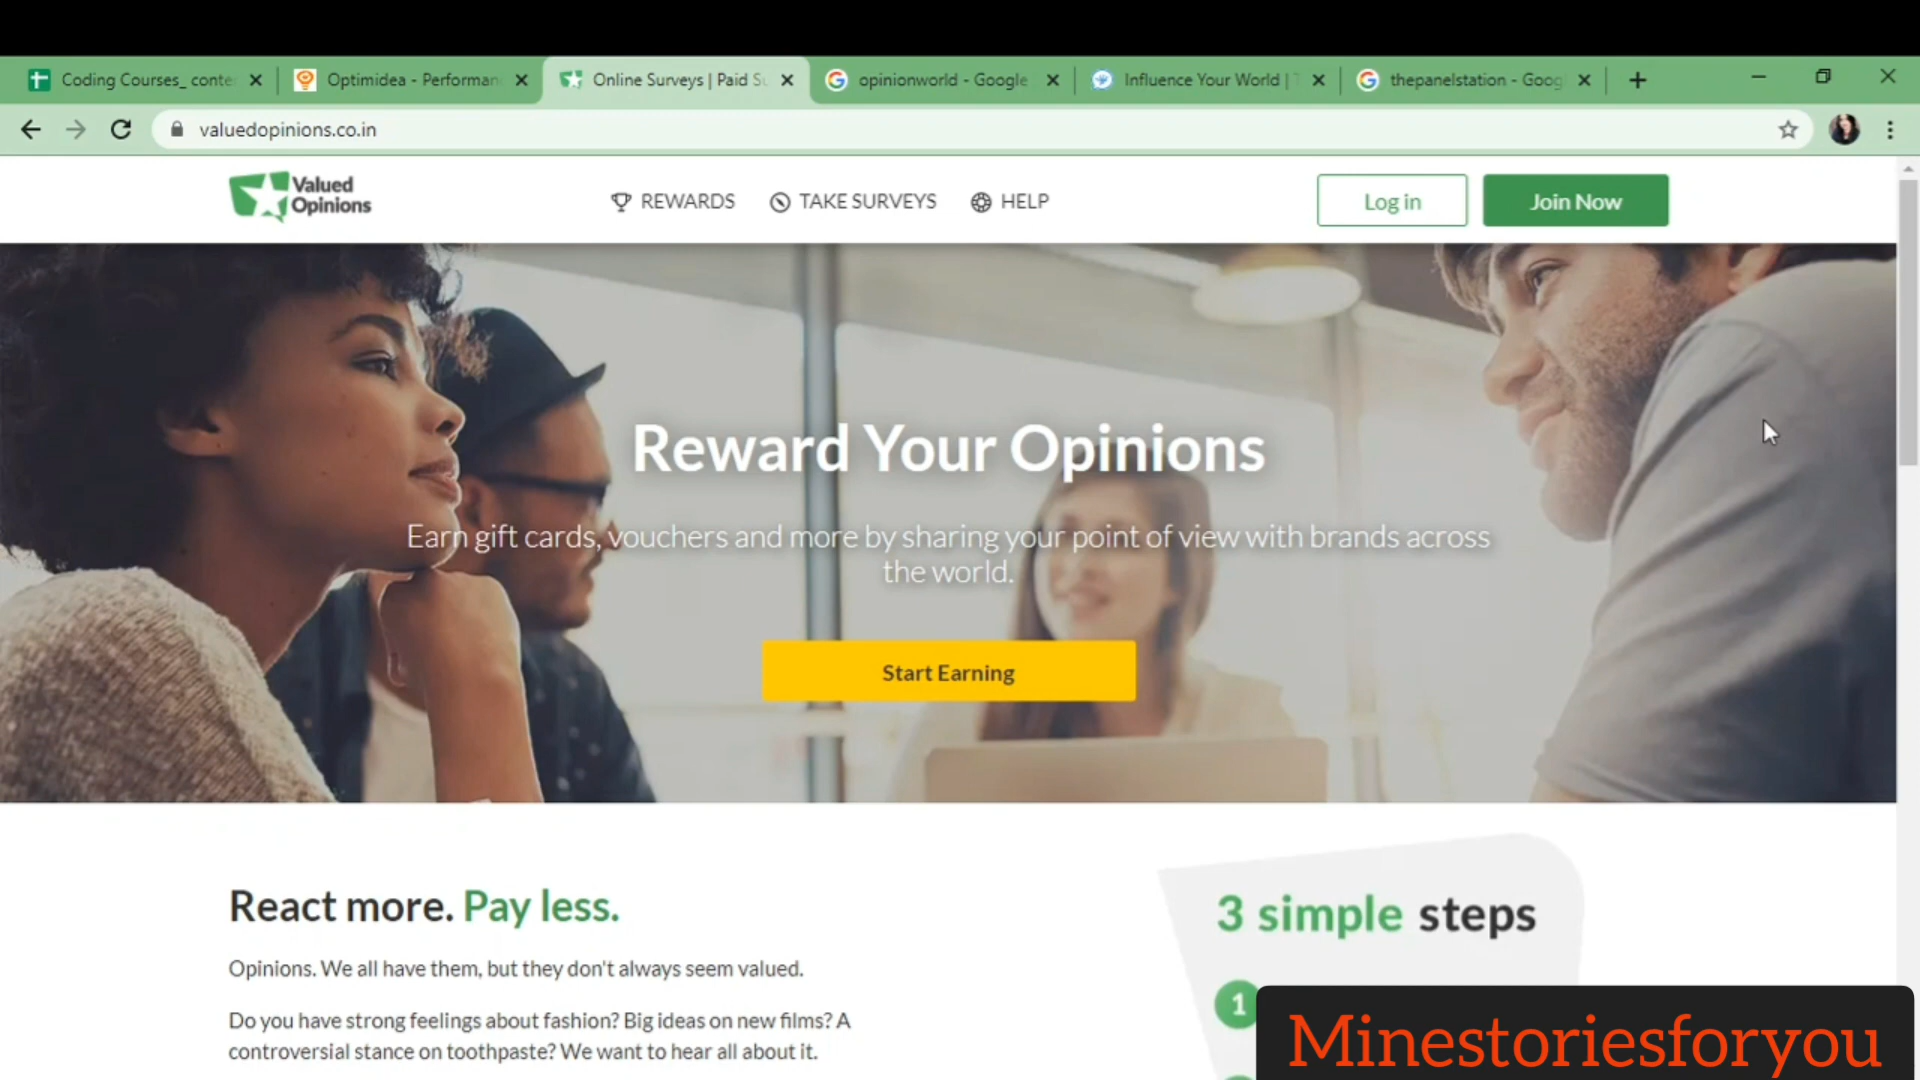 Coding Courses_ conte
Optimidea - Performan
Online Surveys | Paid Su
opinionworld - Google
Influence Your World |
thepanelstation - Goog
valuedopinions.co.in
Valued
Opinions
REWARDS
TAKE SURVEYS
HELP
Log in
Join Now
Reward Your Opinions
Earn gift cards, vouchers and more by sharing your point of view with brands across
the world.
Start Earning
React more. Pay less.
Opinions. We all have them, but they don't always seem valued.
Do you have strong feelings about fashion? Big ideas on new films? A
controversial stance on toothpaste? We want to hear all about it.
3 simple steps
1
Minestoriesforyou